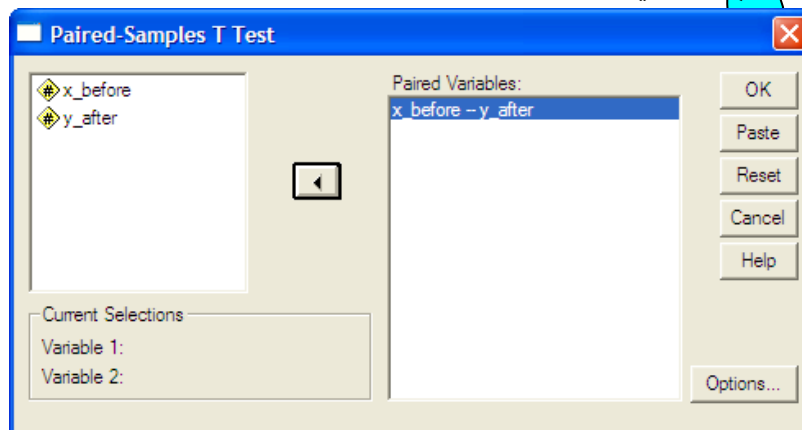 Paired-Samples T Test
x_before
y_after
Paired Variables:
x_before -- y_after
OK
Paste
Reset
Cancel
Help
Current Selections
Variable 1:
Variable 2:
Options...